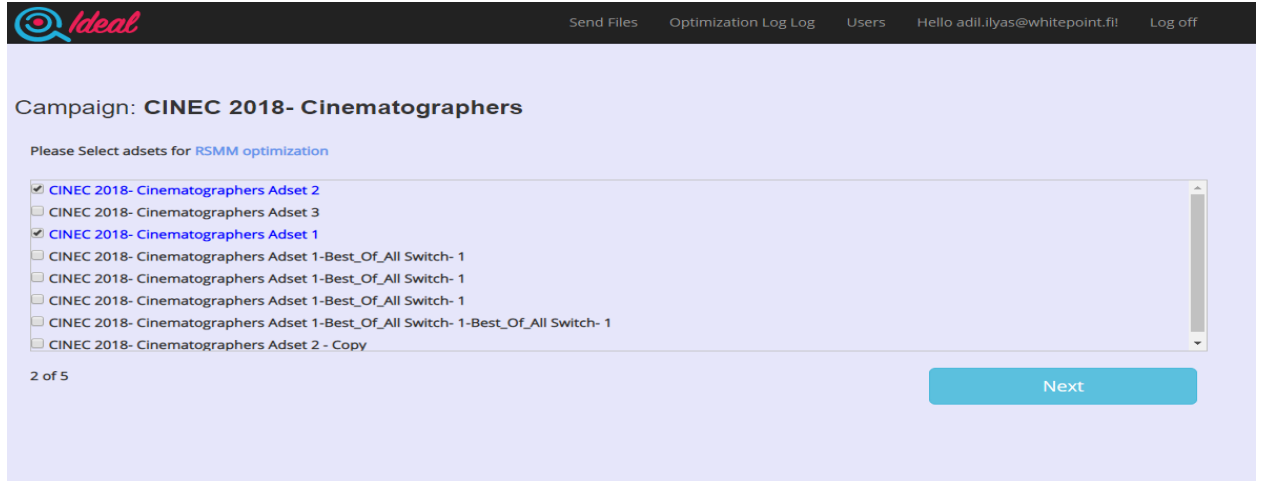 Ideal Send Files Optimization Log Log Users Hello adil.ilyas@whitepoint.fi! Log off
Campaign: CINEC 2018- Cinematographers
Please Select adsets for RSMM optimization
CINEC 2018- Cinematographers Adset 2
CINEC 2018- Cinematographers Adset 3
CINEC 2018- Cinematographers Adset 1
CINEC 2018- Cinematographers Adset 1-Best_Of_All Switch- 1
CINEC 2018- Cinematographers Adset 1-Best_Of_All Switch- 1
CINEC 2018- Cinematographers Adset 1-Best_Of_All Switch- 1
CINEC 2018- Cinematographers Adset 1-Best_Of_All Switch- 1-Best_Of_All Switch- 1
CINEC 2018- Cinematographers Adset 2 - Copy
2 of 5 Next